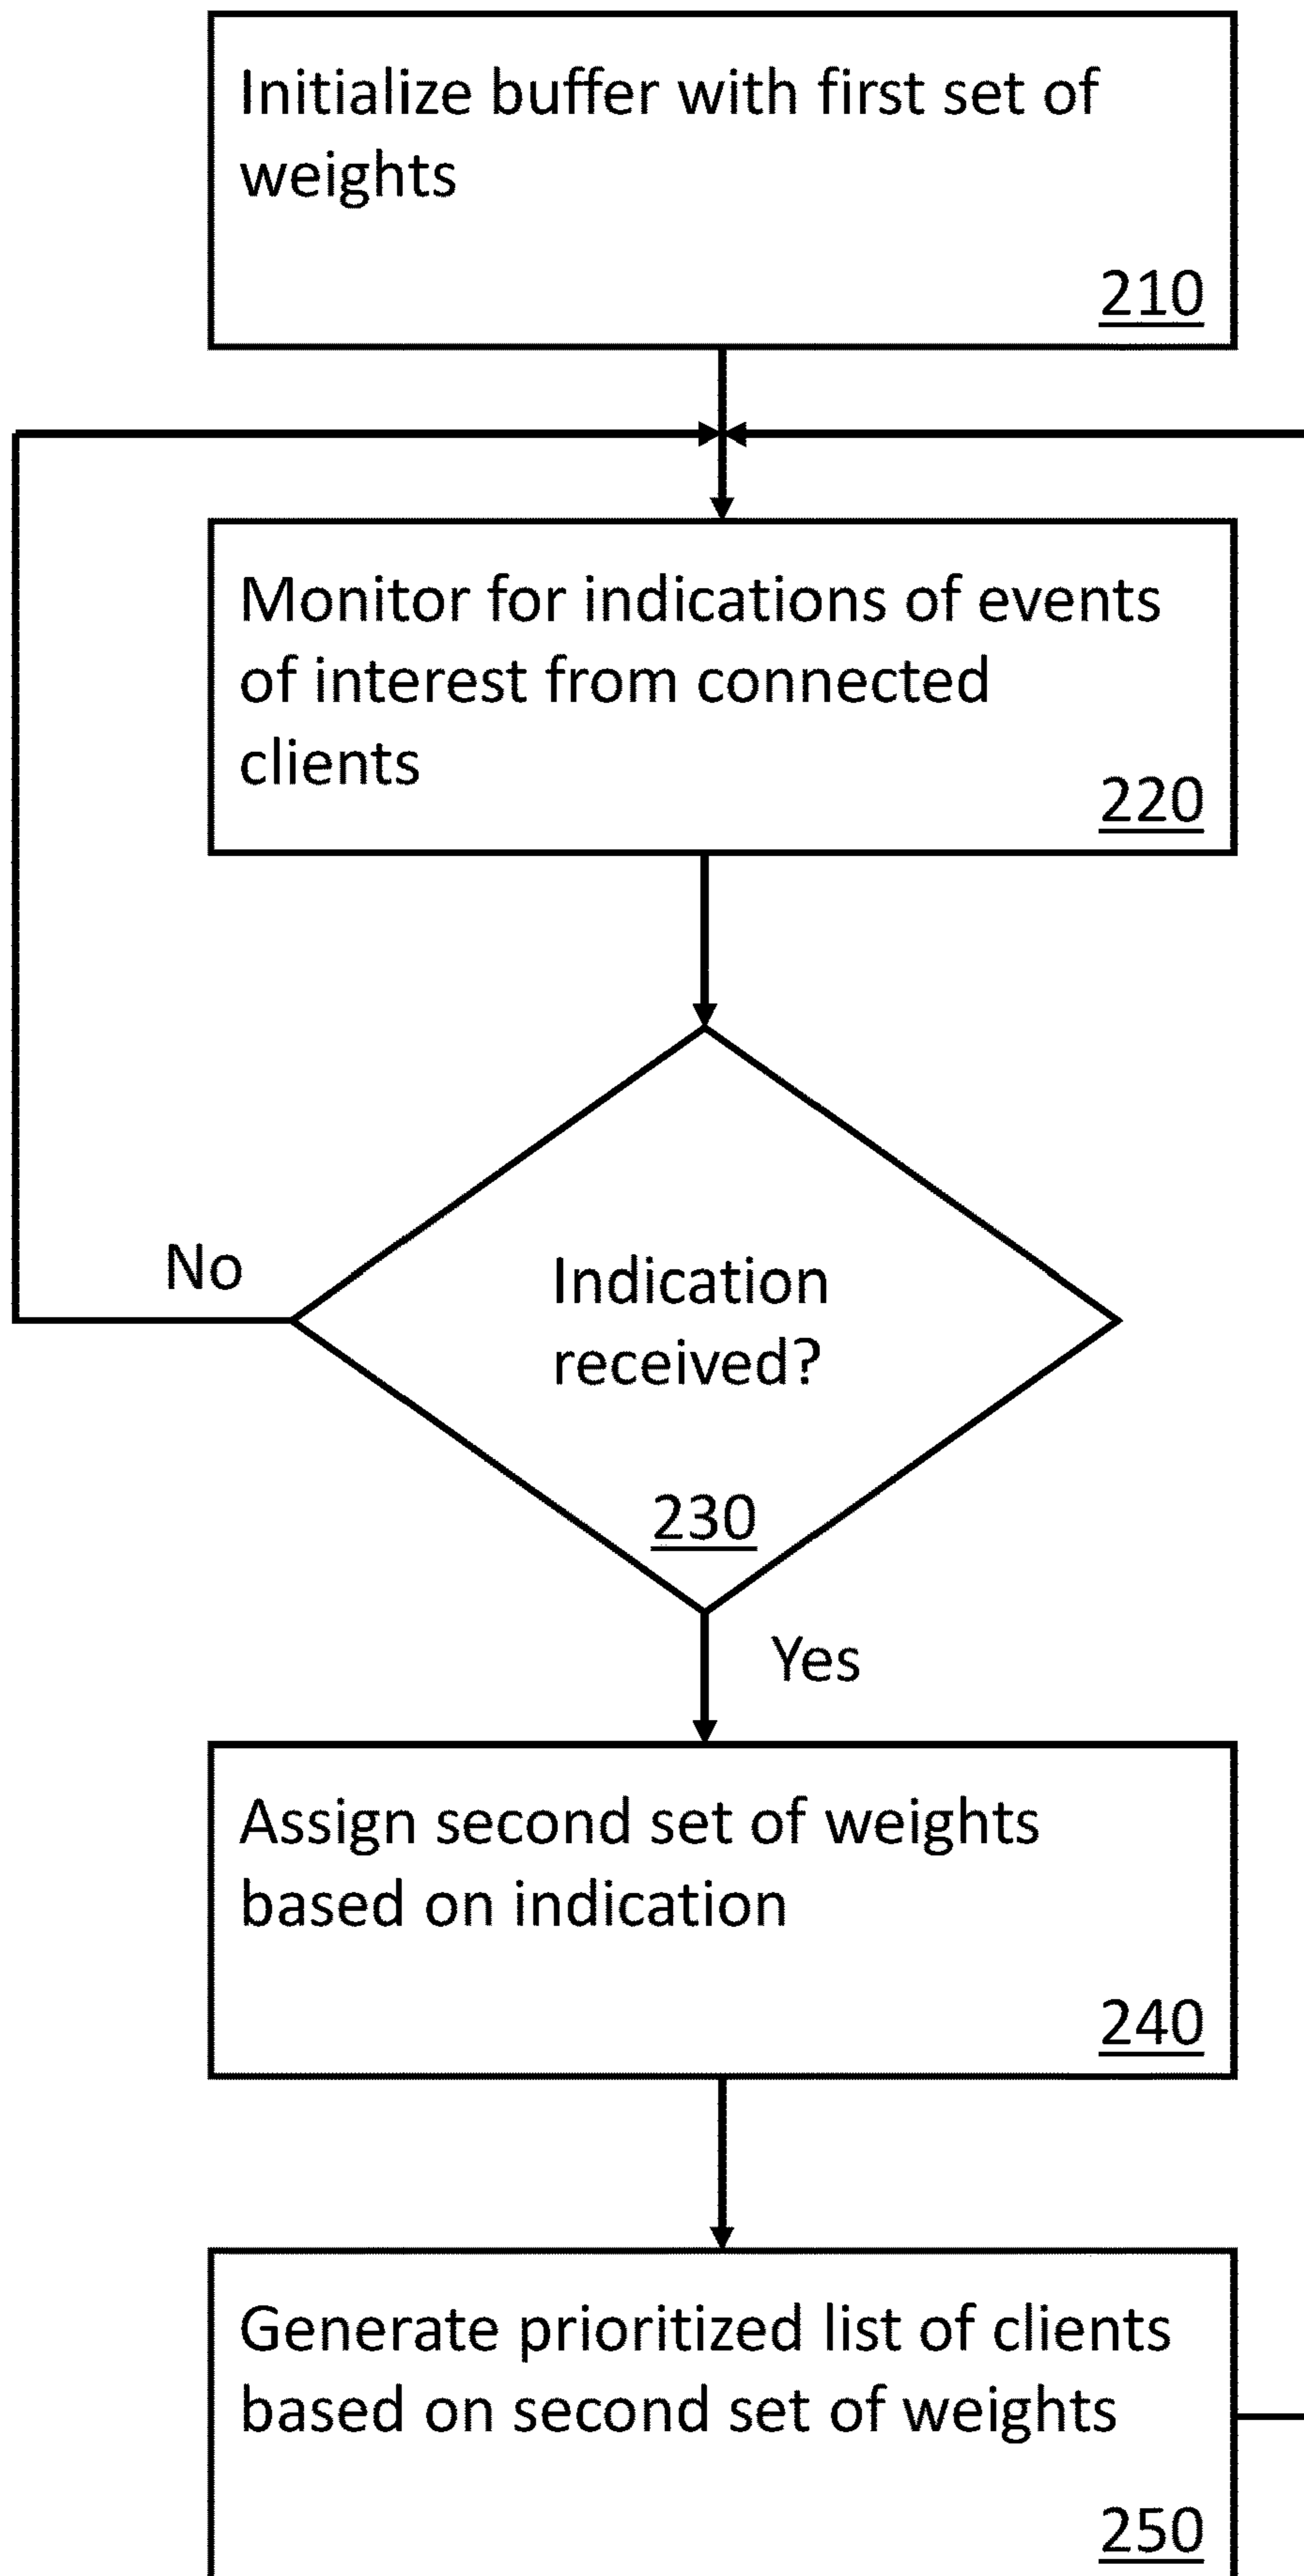 Initialize buffer with first set of
weights
210
Monitor for indications of events
of interest from connected
clients
220
No
Indication
received?
230
Yes
Assign second set of weights
based on indication
240
Generate prioritized list of clients
based on second set of weights
250